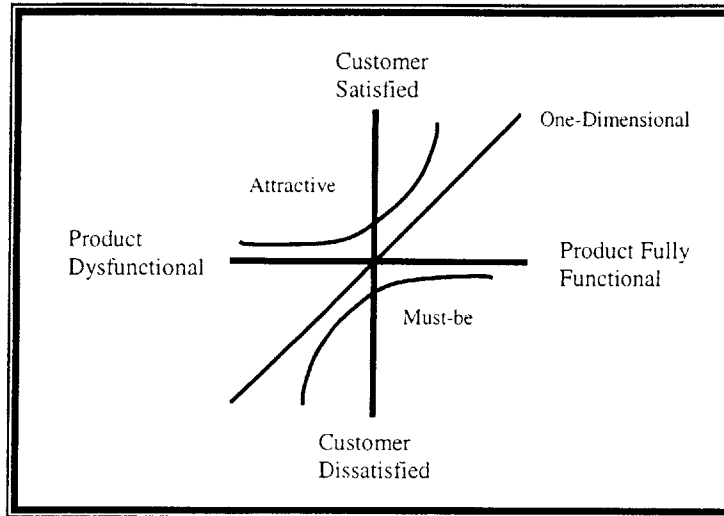 Customer
Satisfied
One-Dimensional
Attractive
Product
Dysfunctional
Product Fully
Functional
Must-be
Customer
Dissatisfied